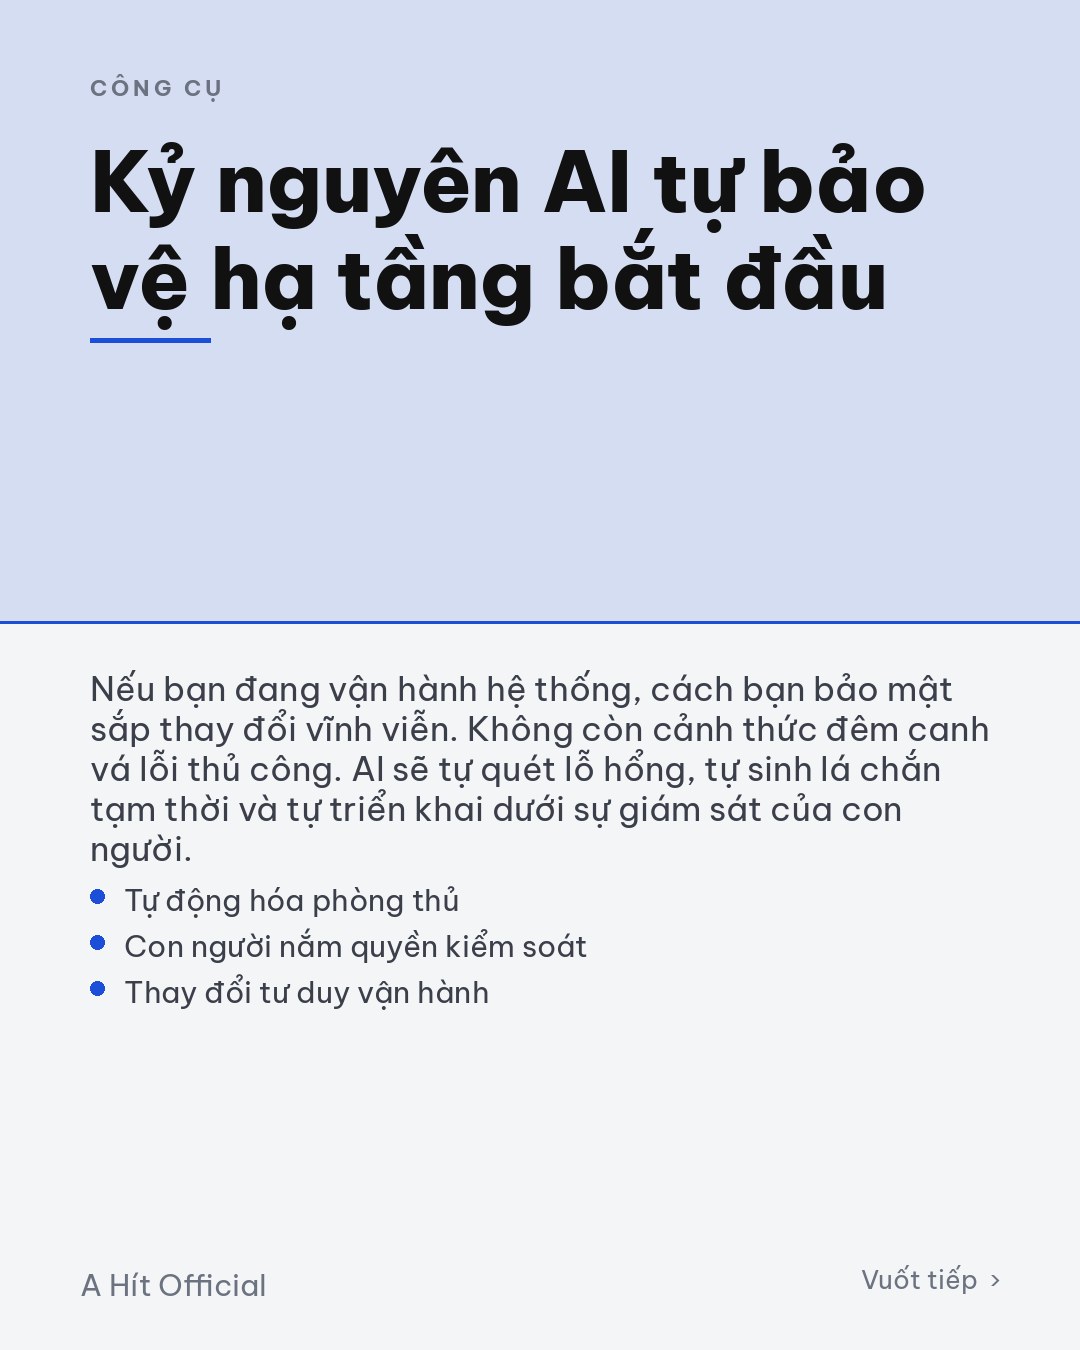 CÔNG CỤ
Kỷ nguyên AI tự bảo
vệ hạ tầng bắt đầu
Nếu bạn đang vận hành hệ thống, cách bạn bảo mật
sắp thay đổi vĩnh viễn. Không còn cảnh thức đêm canh
vá lỗi thủ công. AI sẽ tự quét lỗ hổng, tự sinh lá chắn
tạm thời và tự triển khai dưới sự giám sát của con
người.
Tự động hóa phòng thủ
Con người nắm quyền kiểm soát
Thay đổi tư duy vận hành
A Hít Official
Vuốt tiếp ›